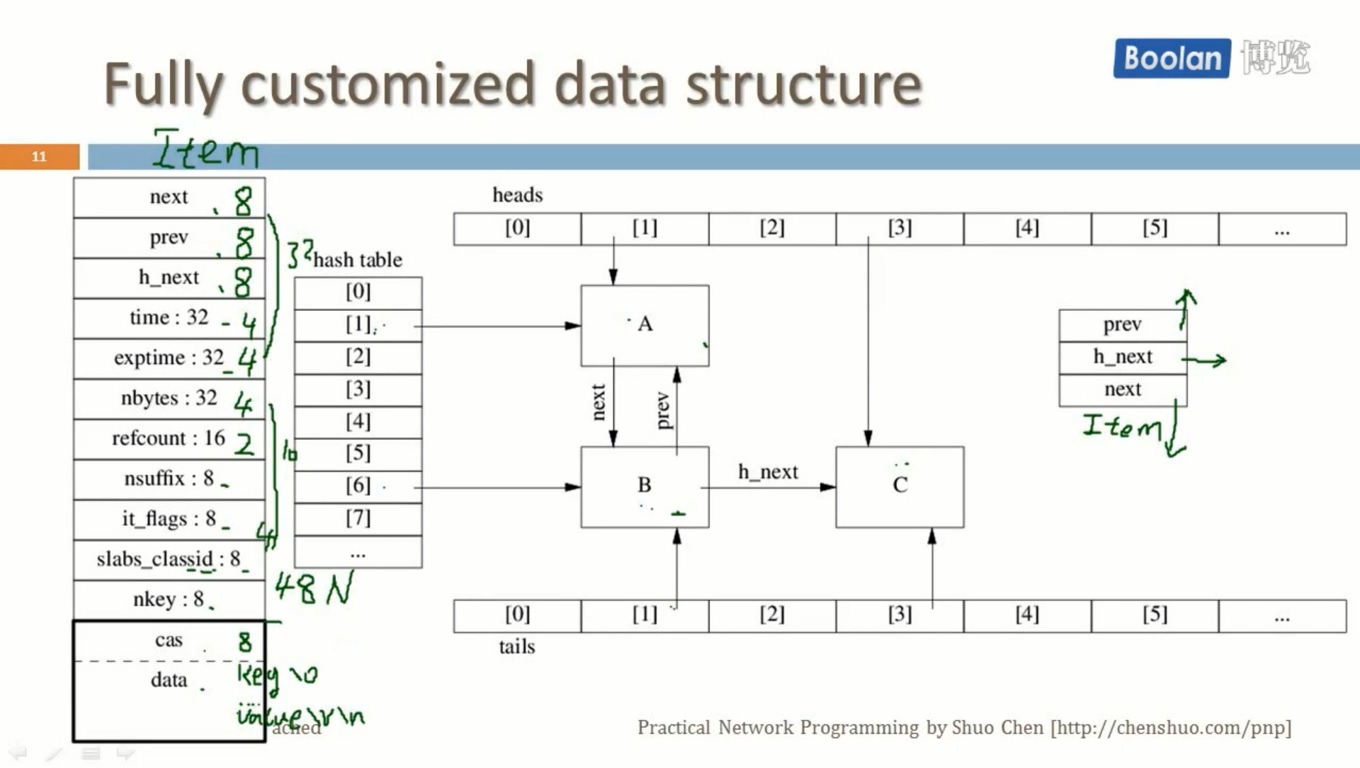 Boolan 博览
Fully customized data structure
11
Item
next 8
prev 8
h_next 8
time : 32 4
exptime : 32 4
nbytes : 32 4
refcount : 16 2
nsuffix : 8
it_flags : 8
4
slabs_classid : 8
nkey : 8
cas 8
data key \0
...
value\r\n
32
48 N
hash table
[0]
[1]
[2]
[3]
[4]
[5]
[6]
[7]
...
heads
[0] [1] [2] [3] [4] [5] ...
A
next prev
B h_next C
[0] [1] [2] [3] [4] [5] ...
tails
prev
h_next
next
Item
ached
Practical Network Programming by Shuo Chen [http://chenshuo.com/pnp]